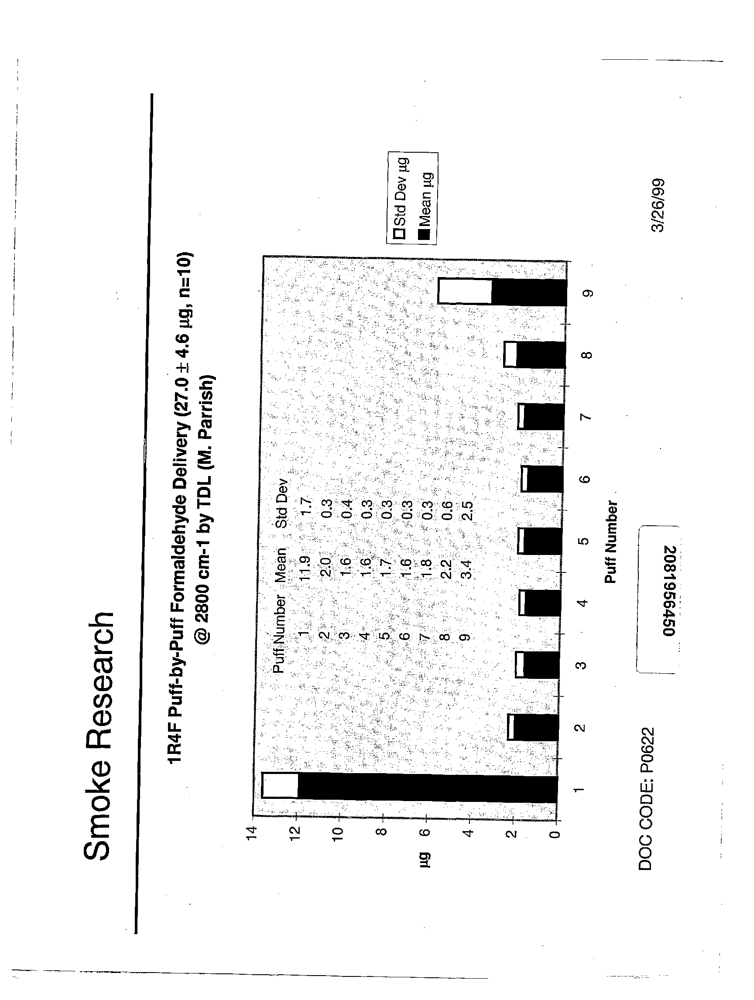 Smoke Research
1R4F Puff-by-Puff Formaldehyde Delivery (27.0 ± 4.6 µg, n=10)
@ 2800 cm-1 by TDL (M. Parrish)
14
12
10
8
6
4
2
0
µg
Puff Number Mean Std Dev
1 11.9 1.7
2 2.0 0.3
3 1.6 0.4
4 1.6 0.3
5 1.7 0.3
6 1.6 0.3
7 1.8 0.3
8 2.2 0.6
9 3.4 2.5
Std Dev µg
Mean µg
1 2 3 4 5 6 7 8 9
Puff Number
DOC CODE: P0622
2081956450
3/26/99